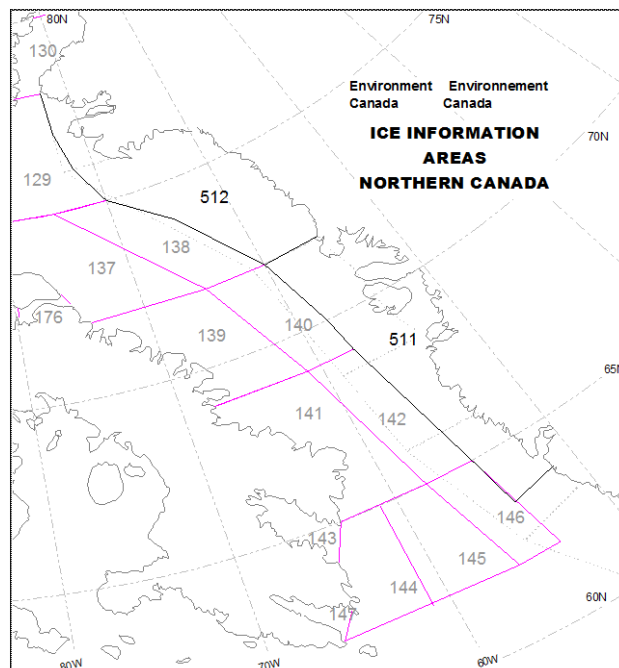 80N
75N
130
Environment Environnement
Canada Canada
ICE INFORMATION
AREAS
NORTHERN CANADA
70N
129
512
138
137
176
139
140
511
65N
141
142
146
143
145
144
60N
80W
70W
60W